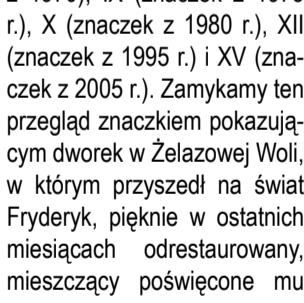 r.), X (znaczek z 1980 r.), XII
(znaczek z 1995 r.) i XV (zna-
czek z 2005 r.). Zamykamy ten
przegląd znaczkiem pokazują-
cym dworek w Żelazowej Woli,
w którym przyszedł na świat
Fryderyk, pięknie w ostatnich
miesiącach odrestaurowany,
mieszczący poświęcone mu